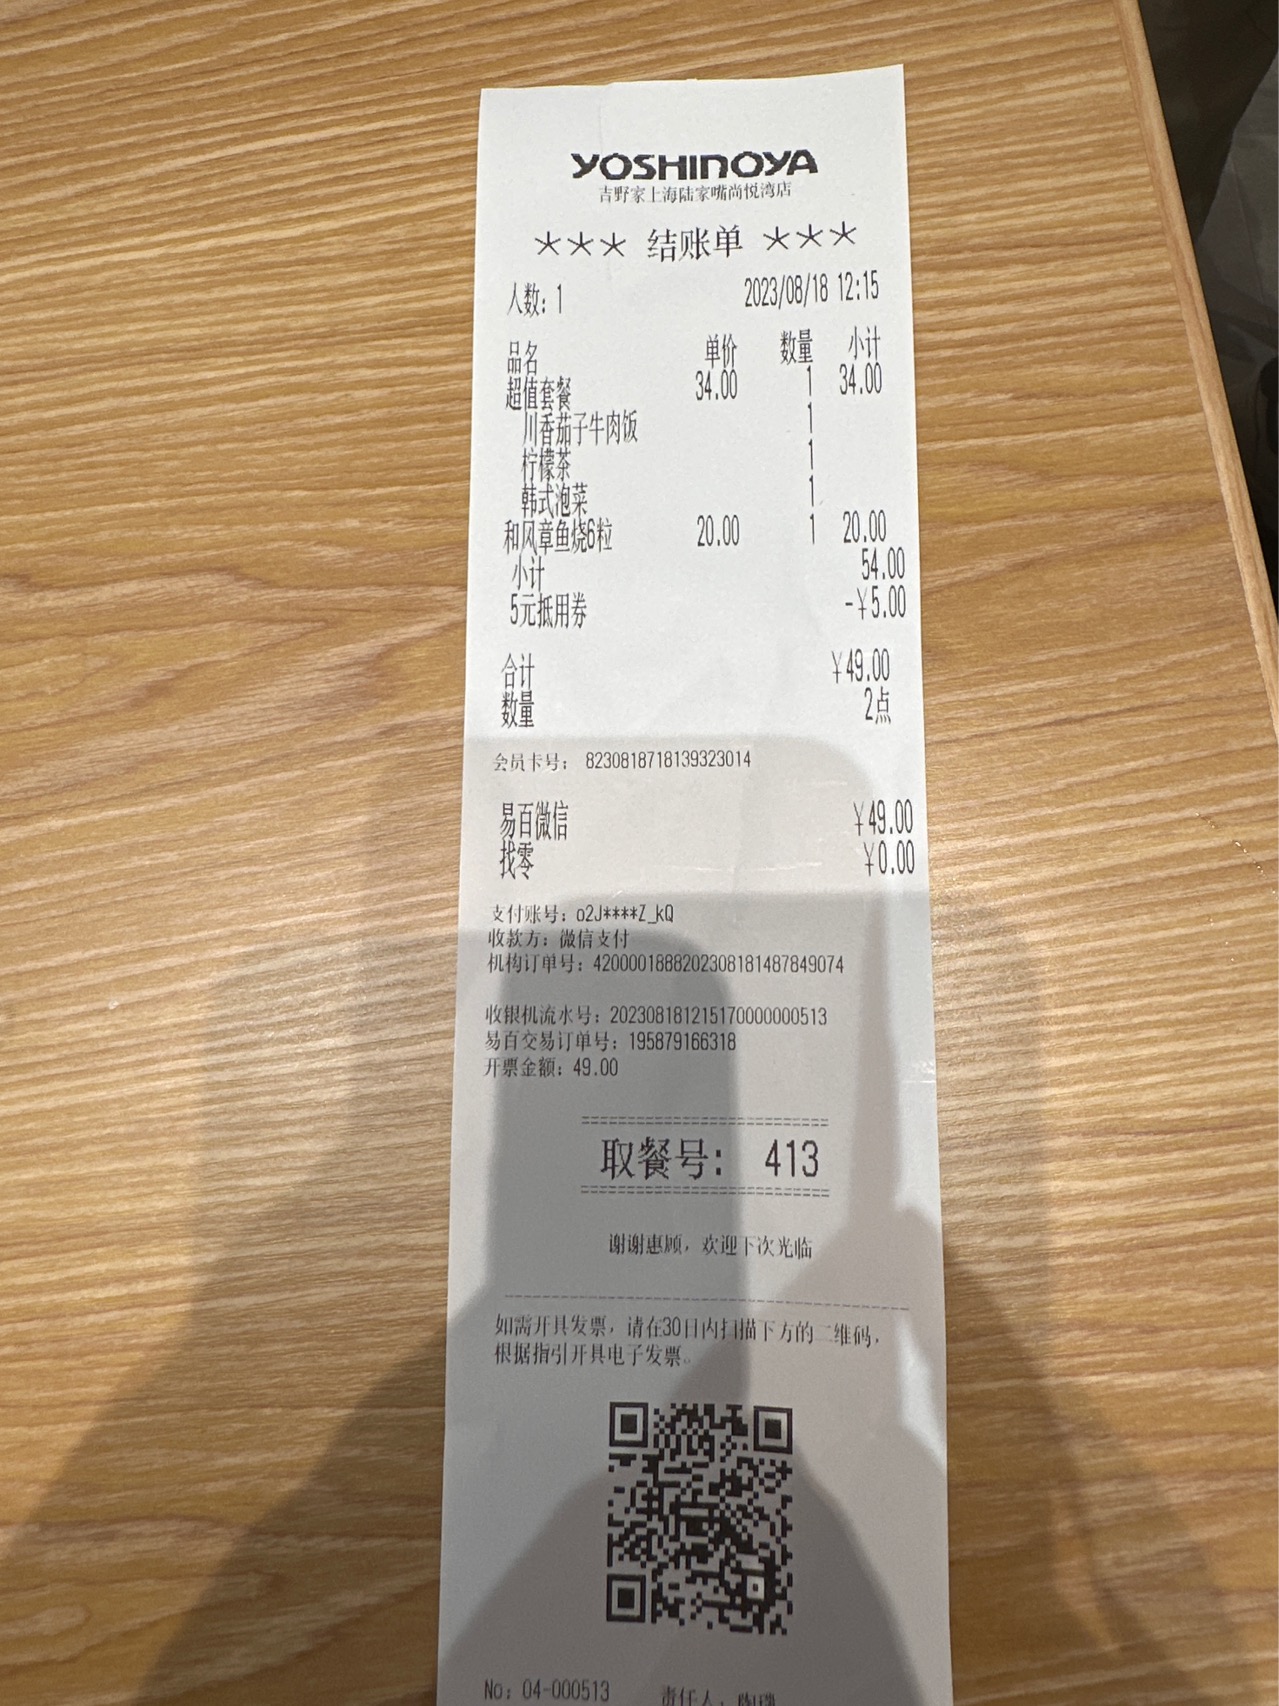 YOSHINOYA
吉野家上海陆家嘴尚悦湾店
*** 结账单 ***
人数: 1 2023/08/18 12:15
品名 单价 数量 小计
超值套餐 34.00 1 34.00
川香茄子牛肉饭 1
柠檬茶 1
韩式泡菜 1
和风章鱼烧6粒 20.00 1 20.00
小计 54.00
5元抵用券 -¥5.00
合计 ¥49.00
数量 2点
会员卡号: 8230818718139323014
易百微信 ¥49.00
找零 ¥0.00
支付账号: o2J****Z_kQ
收款方: 微信支付
机构订单号: 4200001888202308181487849074
收银机流水号: 202308181215170000000513
易百交易订单号: 195879166318
开票金额: 49.00
取餐号: 413
谢谢惠顾，欢迎下次光临
如需开具发票，请在30日内扫描下方的二维码，
根据指引开具电子发票。
No: 04-000513 责任人: